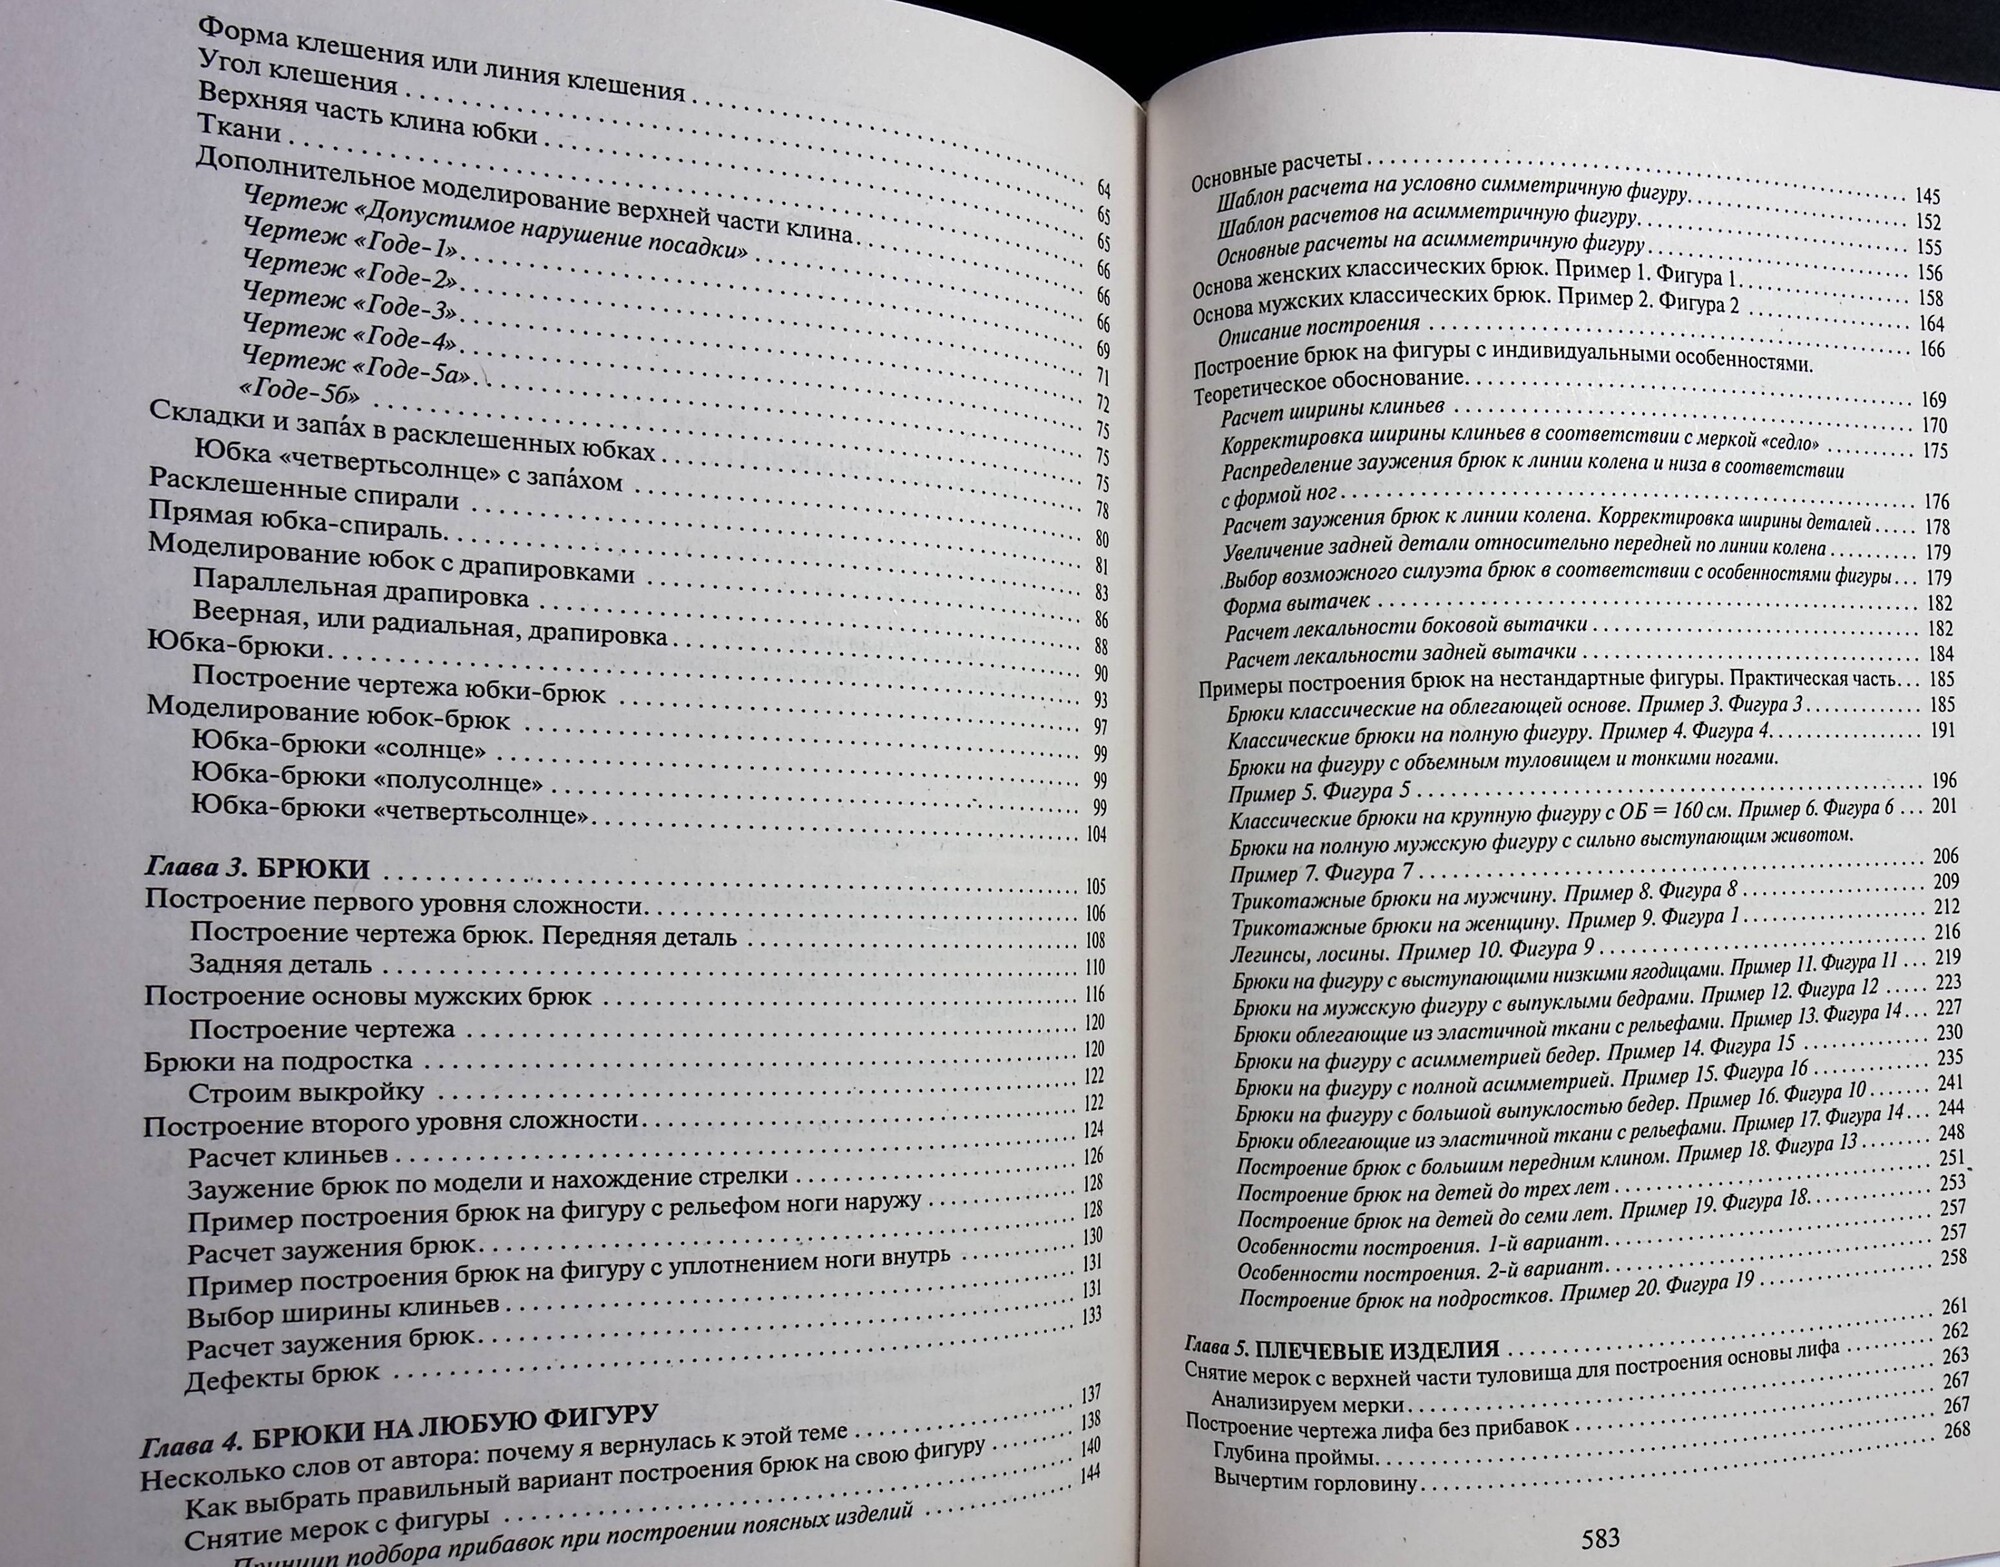 Форма клешения или линия клешения ........ 64
Угол клешения ........ 65
Верхняя часть клина юбки ........ 65
Ткани ........ 66
Дополнительное моделирование верхней части клина ........ 66
Чертеж «Допустимое нарушение посадки» ........ 66
Чертеж «Годе-1» ........ 69
Чертеж «Годе-2» ........ 71
Чертеж «Годе-3» ........ 72
Чертеж «Годе-4» ........ 75
Чертеж «Годе-5а» ........ 75
«Годе-5б» ........ 75
Складки и запа́х в расклешенных юбках ........ 78
Юбка «четвертьсолнце» с запа́хом ........ 80
Расклешенные спирали ........ 81
Прямая юбка-спираль ........ 83
Моделирование юбок с драпировками ........ 86
Параллельная драпировка ........ 88
Веерная, или радиальная, драпировка ........ 90
Юбка-брюки ........ 93
Построение чертежа юбки-брюк ........ 97
Моделирование юбок-брюк ........ 99
Юбка-брюки «солнце» ........ 99
Юбка-брюки «полусолнце» ........ 99
Юбка-брюки «четвертьсолнце» ........ 104
Глава 3. БРЮКИ ........ 105
Построение первого уровня сложности ........ 106
Построение чертежа брюк. Передняя деталь ........ 108
Задняя деталь ........ 110
Построение основы мужских брюк ........ 116
Построение чертежа ........ 120
Брюки на подростка ........ 120
Строим выкройку ........ 122
Построение второго уровня сложности ........ 122
Расчет клиньев ........ 124
Заужение брюк по модели и нахождение стрелки ........ 126
Пример построения брюк на фигуру с рельефом ноги наружу ........ 128
Расчет заужения брюк ........ 128
Пример построения брюк на фигуру с уплотнением ноги внутрь ........ 130
Выбор ширины клиньев ........ 131
Расчет заужения брюк ........ 131
Дефекты брюк ........ 133
Глава 4. БРЮКИ НА ЛЮБУЮ ФИГУРУ
Несколько слов от автора: почему я вернулась к этой теме ........ 137
Как выбрать правильный вариант построения брюк на свою фигуру ........ 138
Снятие мерок с фигуры ........ 140
Принцип подбора прибавок при построении поясных изделий ........ 144
Основные расчеты ........ 145
Шаблон расчета на условно симметричную фигуру ........ 152
Шаблон расчетов на асимметричную фигуру ........ 155
Основные расчеты на асимметричную фигуру ........ 156
Основа женских классических брюк. Пример 1. Фигура 1 ........ 158
Основа мужских классических брюк. Пример 2. Фигура 2 ........ 164
Описание построения ........ 166
Построение брюк на фигуры с индивидуальными особенностями.
Теоретическое обоснование ........ 169
Расчет ширины клиньев ........ 170
Корректировка ширины клиньев в соответствии с меркой «седло» ........ 175
Распределение заужения брюк к линии колена и низа в соответствии
с формой ног ........ 176
Расчет заужения брюк к линии колена. Корректировка ширины деталей ..... 178
Увеличение задней детали относительно передней по линии колена ........ 179
Выбор возможного силуэта брюк в соответствии с особенностями фигуры ... 179
Форма вытачек ........ 182
Расчет лекальности боковой вытачки ........ 182
Расчет лекальности задней вытачки ........ 184
Примеры построения брюк на нестандартные фигуры. Практическая часть ... 185
Брюки классические на облегающей основе. Пример 3. Фигура 3 ........ 185
Классические брюки на полную фигуру. Пример 4. Фигура 4 ........ 191
Брюки на фигуру с объемным туловищем и тонкими ногами.
Пример 5. Фигура 5 ........ 196
Классические брюки на крупную фигуру с ОБ = 160 см. Пример 6. Фигура 6 ... 201
Брюки на полную мужскую фигуру с сильно выступающим животом.
Пример 7. Фигура 7 ........ 206
Трикотажные брюки на мужчину. Пример 8. Фигура 8 ........ 209
Трикотажные брюки на женщину. Пример 9. Фигура 1 ........ 212
Легинсы, лосины. Пример 10. Фигура 9 ........ 216
Брюки на фигуру с выступающими низкими ягодицами. Пример 11. Фигура 11 ... 219
Брюки на мужскую фигуру с выпуклыми бедрами. Пример 12. Фигура 12 ..... 223
Брюки облегающие из эластичной ткани с рельефами. Пример 13. Фигура 14 ... 227
Брюки на фигуру с асимметрией бедер. Пример 14. Фигура 15 ........ 230
Брюки на фигуру с полной асимметрией. Пример 15. Фигура 16 ........ 235
Брюки на фигуру с большой выпуклостью бедер. Пример 16. Фигура 10 ........ 241
Брюки облегающие из эластичной ткани с рельефами. Пример 17. Фигура 14 ... 244
Построение брюк с большим передним клином. Пример 18. Фигура 13 ........ 248
Построение брюк на детей до трех лет ........ 251
Построение брюк на детей до семи лет. Пример 19. Фигура 18 ........ 253
Особенности построения. 1-й вариант ........ 257
Особенности построения. 2-й вариант ........ 257
Построение брюк на подростков. Пример 20. Фигура 19 ........ 258
Глава 5. ПЛЕЧЕВЫЕ ИЗДЕЛИЯ ........ 261
Снятие мерок с верхней части туловища для построения основы лифа ........ 262
Анализируем мерки ........ 263
Построение чертежа лифа без прибавок ........ 267
Глубина проймы ........ 267
Вычертим горловину ........ 268
583